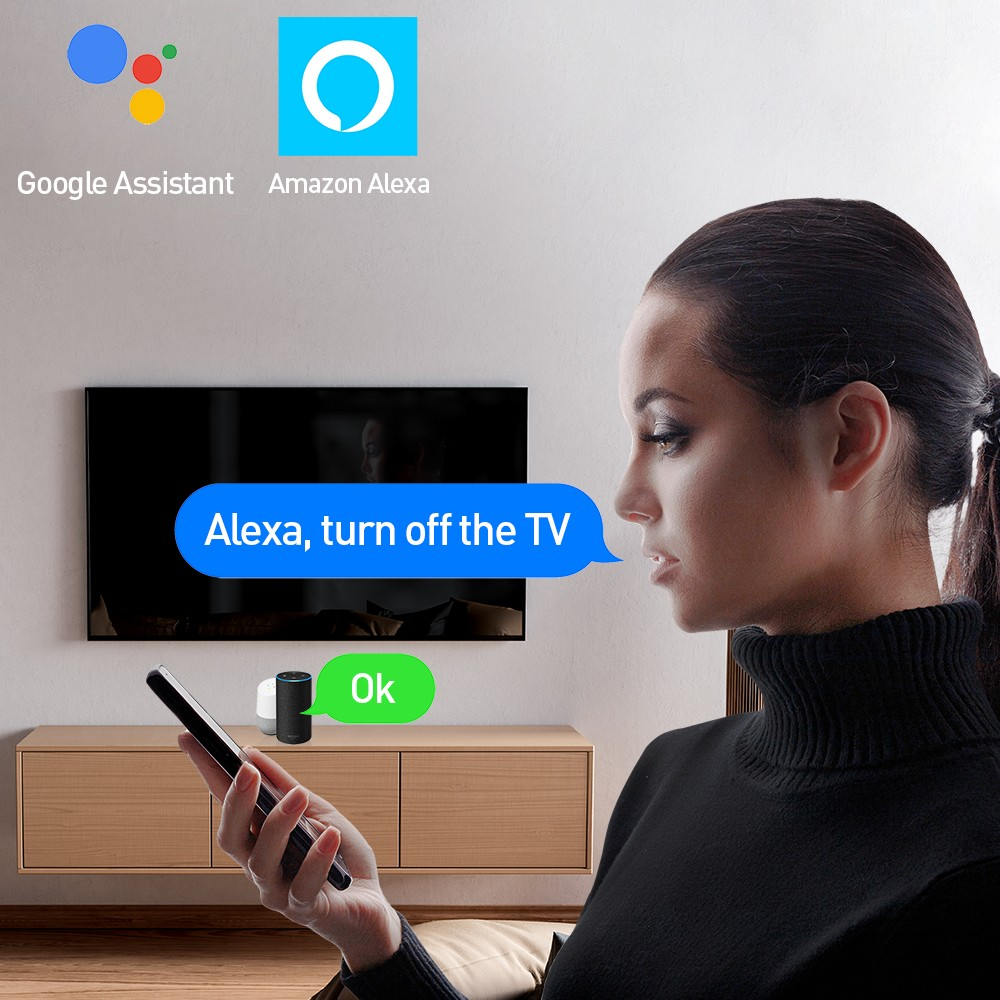 Google Assistant
Amazon Alexa
Alexa, turn off the TV
Ok